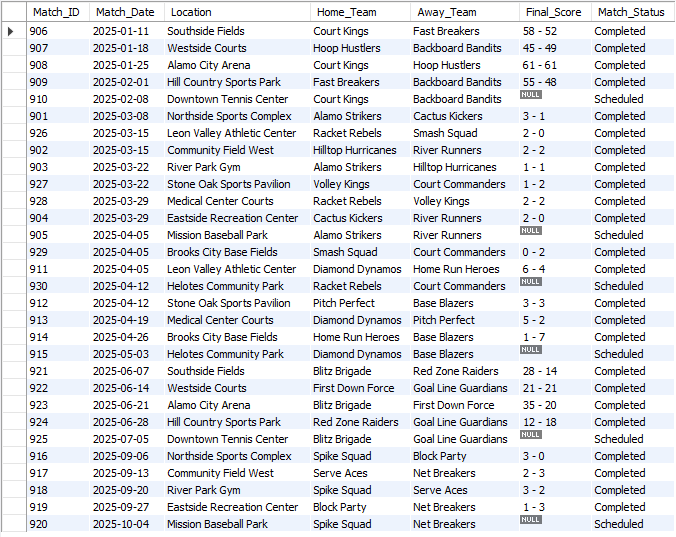 Match_ID Match_Date Location Home_Team Away_Team Final_Score Match_Status
906 2025-01-11 Southside Fields Court Kings Fast Breakers 58 - 52 Completed
907 2025-01-18 Westside Courts Hoop Hustlers Backboard Bandits 45 - 49 Completed
908 2025-01-25 Alamo City Arena Court Kings Hoop Hustlers 61 - 61 Completed
909 2025-02-01 Hill Country Sports Park Fast Breakers Backboard Bandits 55 - 48 Completed
910 2025-02-08 Downtown Tennis Center Court Kings Backboard Bandits NULL Scheduled
901 2025-03-08 Northside Sports Complex Alamo Strikers Cactus Kickers 3 - 1 Completed
926 2025-03-15 Leon Valley Athletic Center Racket Rebels Smash Squad 2 - 0 Completed
902 2025-03-15 Community Field West Hilltop Hurricanes River Runners 2 - 2 Completed
903 2025-03-22 River Park Gym Alamo Strikers Hilltop Hurricanes 1 - 1 Completed
927 2025-03-22 Stone Oak Sports Pavilion Volley Kings Court Commanders 1 - 2 Completed
928 2025-03-29 Medical Center Courts Racket Rebels Volley Kings 2 - 2 Completed
904 2025-03-29 Eastside Recreation Center Cactus Kickers River Runners 2 - 0 Completed
905 2025-04-05 Mission Baseball Park Alamo Strikers River Runners NULL Scheduled
929 2025-04-05 Brooks City Base Fields Smash Squad Court Commanders 0 - 2 Completed
911 2025-04-05 Leon Valley Athletic Center Diamond Dynamos Home Run Heroes 6 - 4 Completed
930 2025-04-12 Helotes Community Park Racket Rebels Court Commanders NULL Scheduled
912 2025-04-12 Stone Oak Sports Pavilion Pitch Perfect Base Blazers 3 - 3 Completed
913 2025-04-19 Medical Center Courts Diamond Dynamos Pitch Perfect 5 - 2 Completed
914 2025-04-26 Brooks City Base Fields Home Run Heroes Base Blazers 1 - 7 Completed
915 2025-05-03 Helotes Community Park Diamond Dynamos Base Blazers NULL Scheduled
921 2025-06-07 Southside Fields Blitz Brigade Red Zone Raiders 28 - 14 Completed
922 2025-06-14 Westside Courts First Down Force Goal Line Guardians 21 - 21 Completed
923 2025-06-21 Alamo City Arena Blitz Brigade First Down Force 35 - 20 Completed
924 2025-06-28 Hill Country Sports Park Red Zone Raiders Goal Line Guardians 12 - 18 Completed
925 2025-07-05 Downtown Tennis Center Blitz Brigade Goal Line Guardians NULL Scheduled
916 2025-09-06 Northside Sports Complex Spike Squad Block Party 3 - 0 Completed
917 2025-09-13 Community Field West Serve Aces Net Breakers 2 - 3 Completed
918 2025-09-20 River Park Gym Spike Squad Serve Aces 3 - 2 Completed
919 2025-09-27 Eastside Recreation Center Block Party Net Breakers 1 - 3 Completed
920 2025-10-04 Mission Baseball Park Spike Squad Net Breakers NULL Scheduled